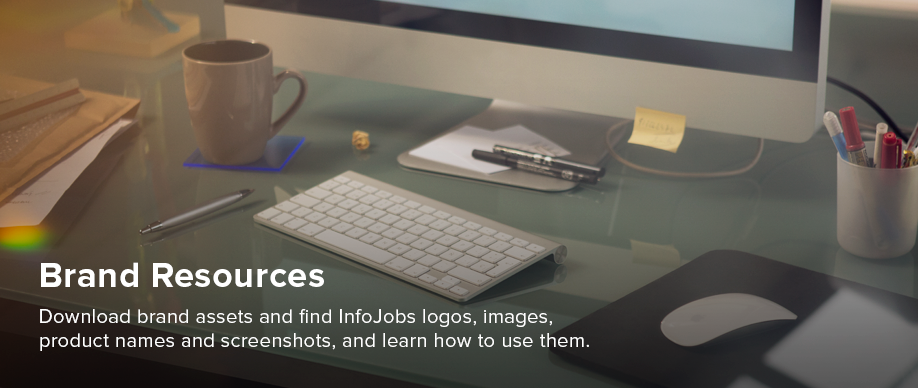 Brand Resources
Download brand assets and find InfoJobs logos, images,
product names and screenshots, and learn how to use them.